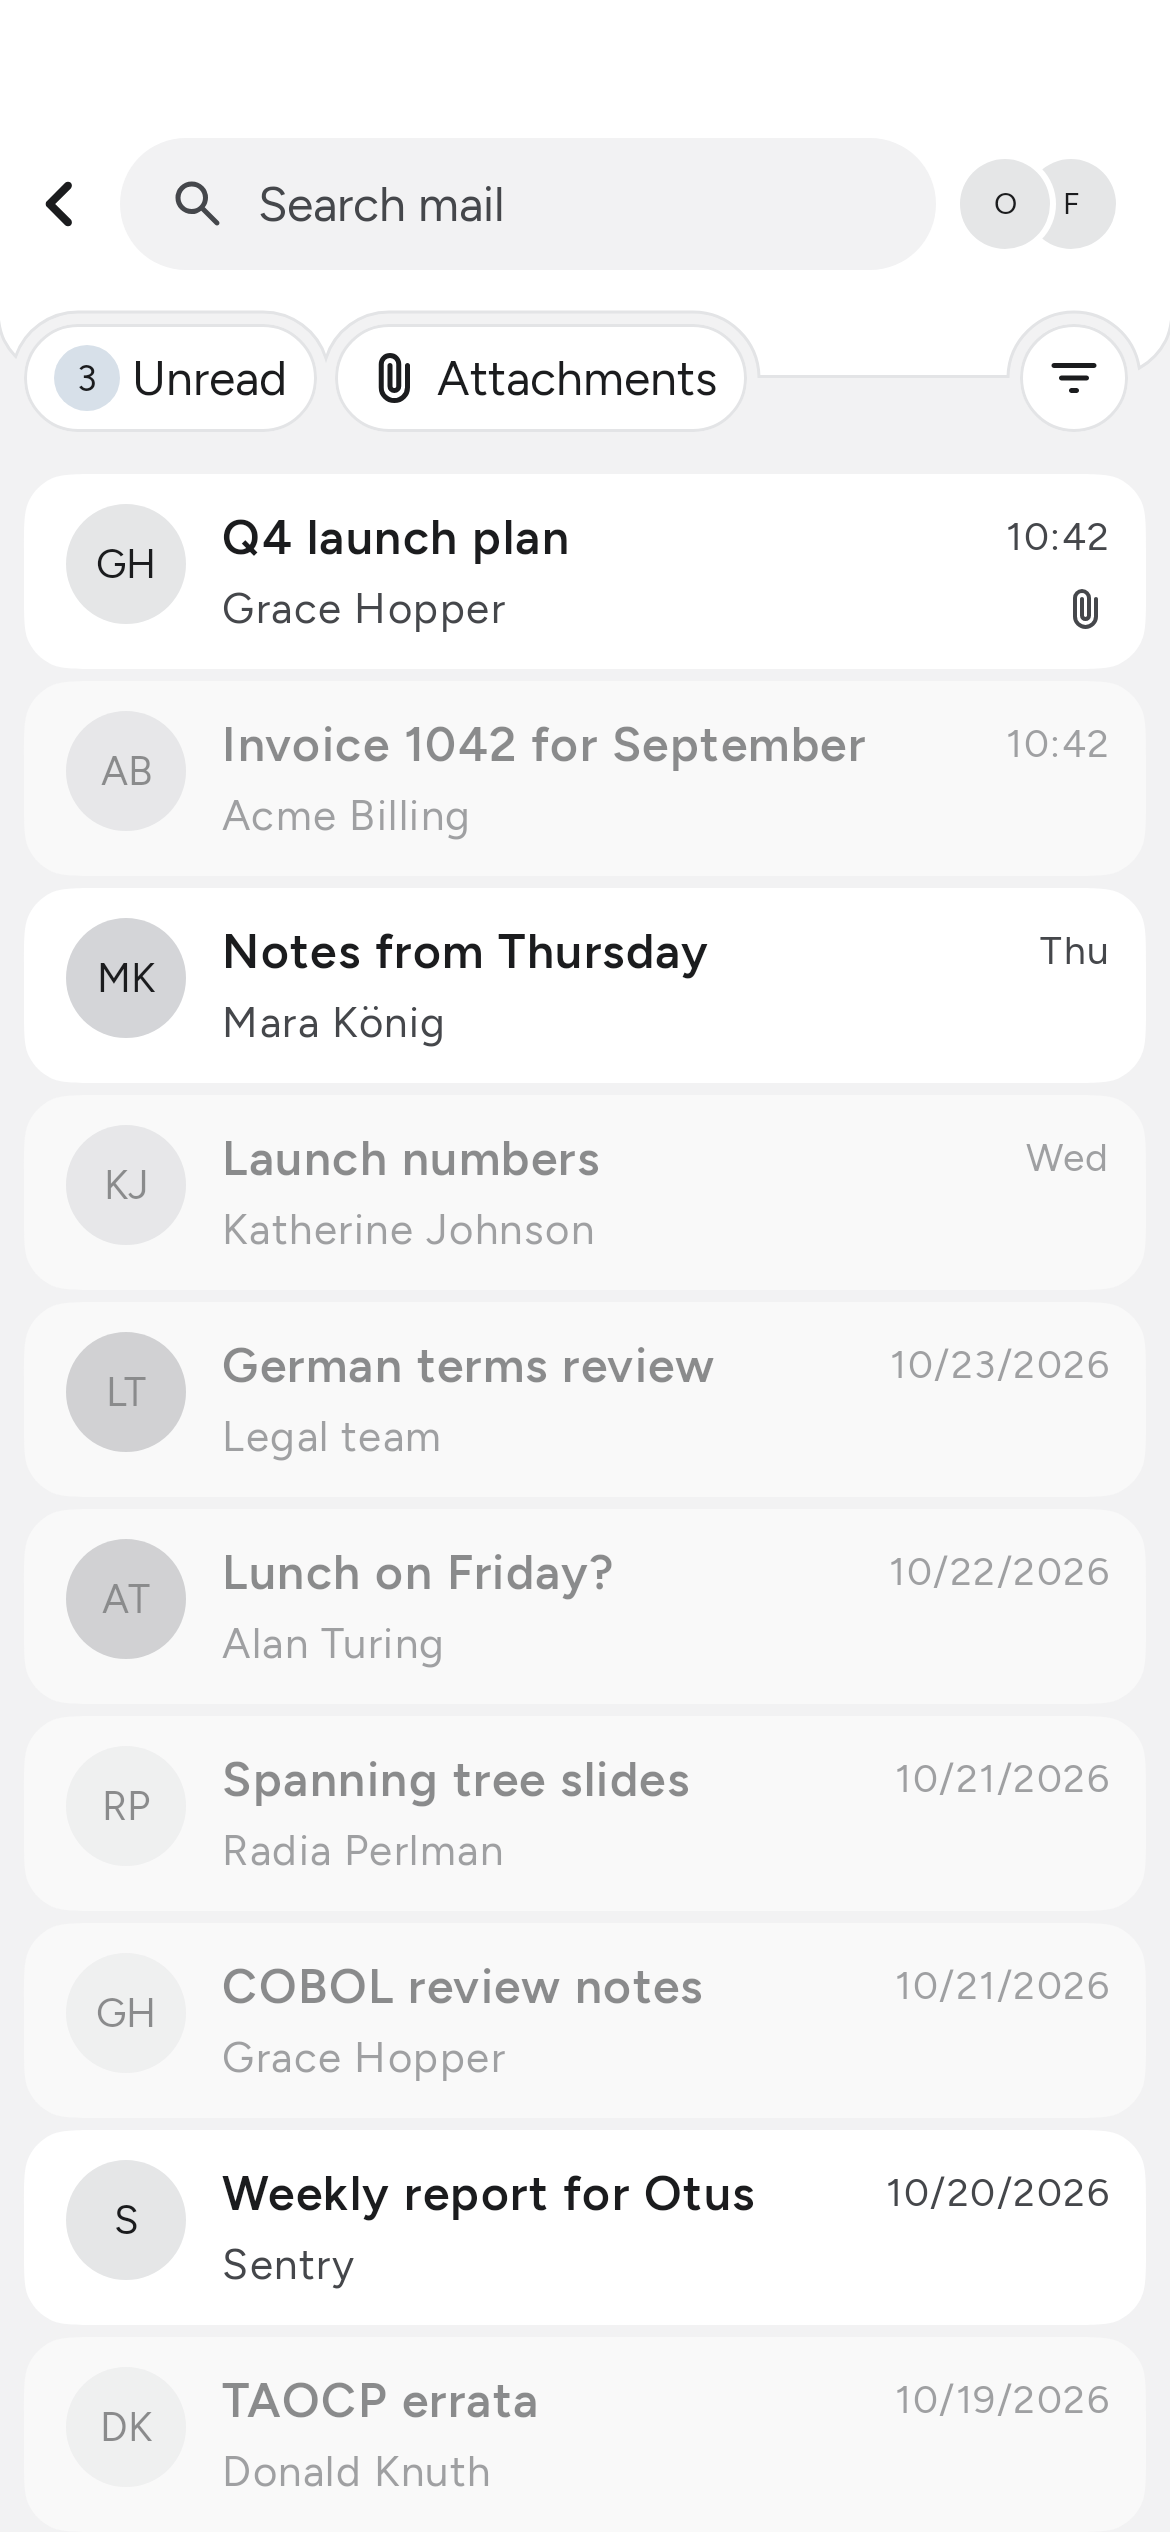 Search mail
O
F
3 Unread
Attachments
GH
Q4 launch plan
10:42
Grace Hopper
AB
Invoice 1042 for September
10:42
Acme Billing
MK
Notes from Thursday
Thu
Mara König
KJ
Launch numbers
Wed
Katherine Johnson
LT
German terms review
10/23/2026
Legal team
AT
Lunch on Friday?
10/22/2026
Alan Turing
RP
Spanning tree slides
10/21/2026
Radia Perlman
GH
COBOL review notes
10/21/2026
Grace Hopper
S
Weekly report for Otus
10/20/2026
Sentry
DK
TAOCP errata
10/19/2026
Donald Knuth